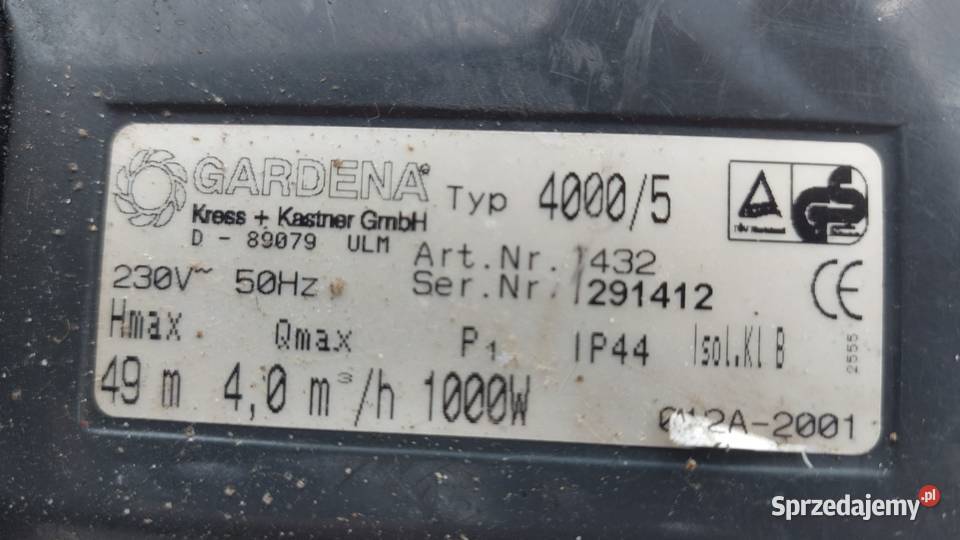 GARDENA®
Kress + Kastner GmbH
D - 89079 ULM
Typ 4000/5
230V~ 50Hz
Art.Nr. 1432
Ser.Nr. 291412
Hmax Qmax P1 IP44 Isol.Kl B
49 m 4,0 m³/h 1000W
2555
2A-2001
Sprzedajemy.pl